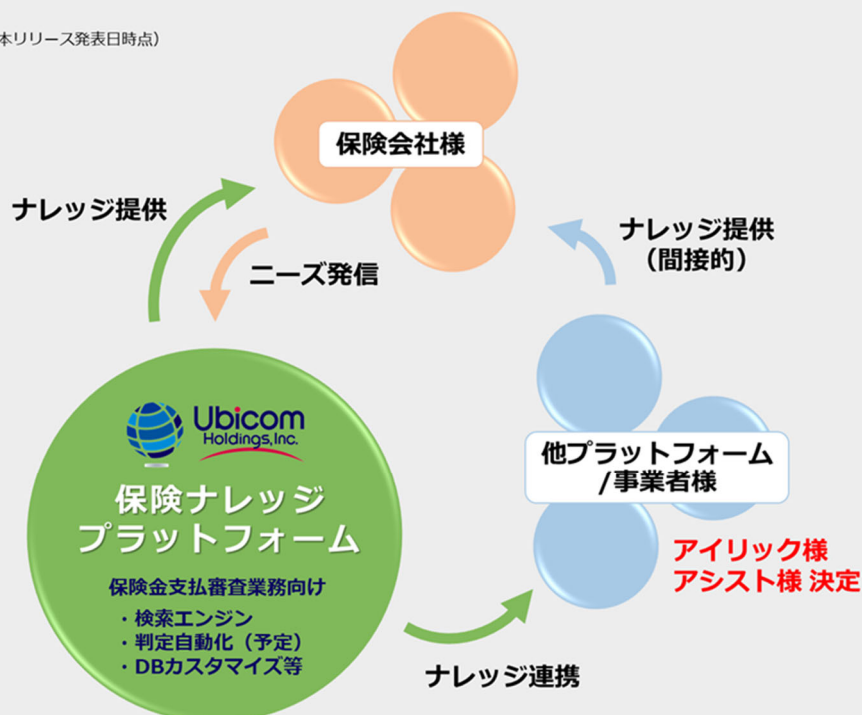 本リリース発表日時点）
保険会社様
ナレッジ提供
ニーズ発信
ナレッジ提供
（間接的）
Ubicom
Holdings,Inc.
保険ナレッジ
プラットフォーム
保険金支払審査業務向け
・検索エンジン
・判定自動化（予定）
・DBカスタマイズ等
他プラットフォーム
/事業者様
アイリック様
アシスト様 決定
ナレッジ連携